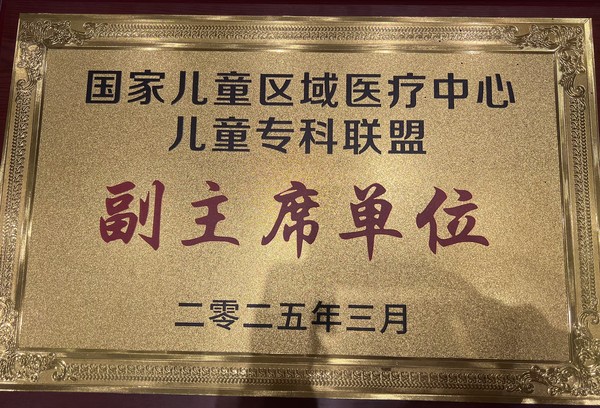 国家儿童区域医疗中心
儿童专科联盟
副主席单位
二零二五年三月